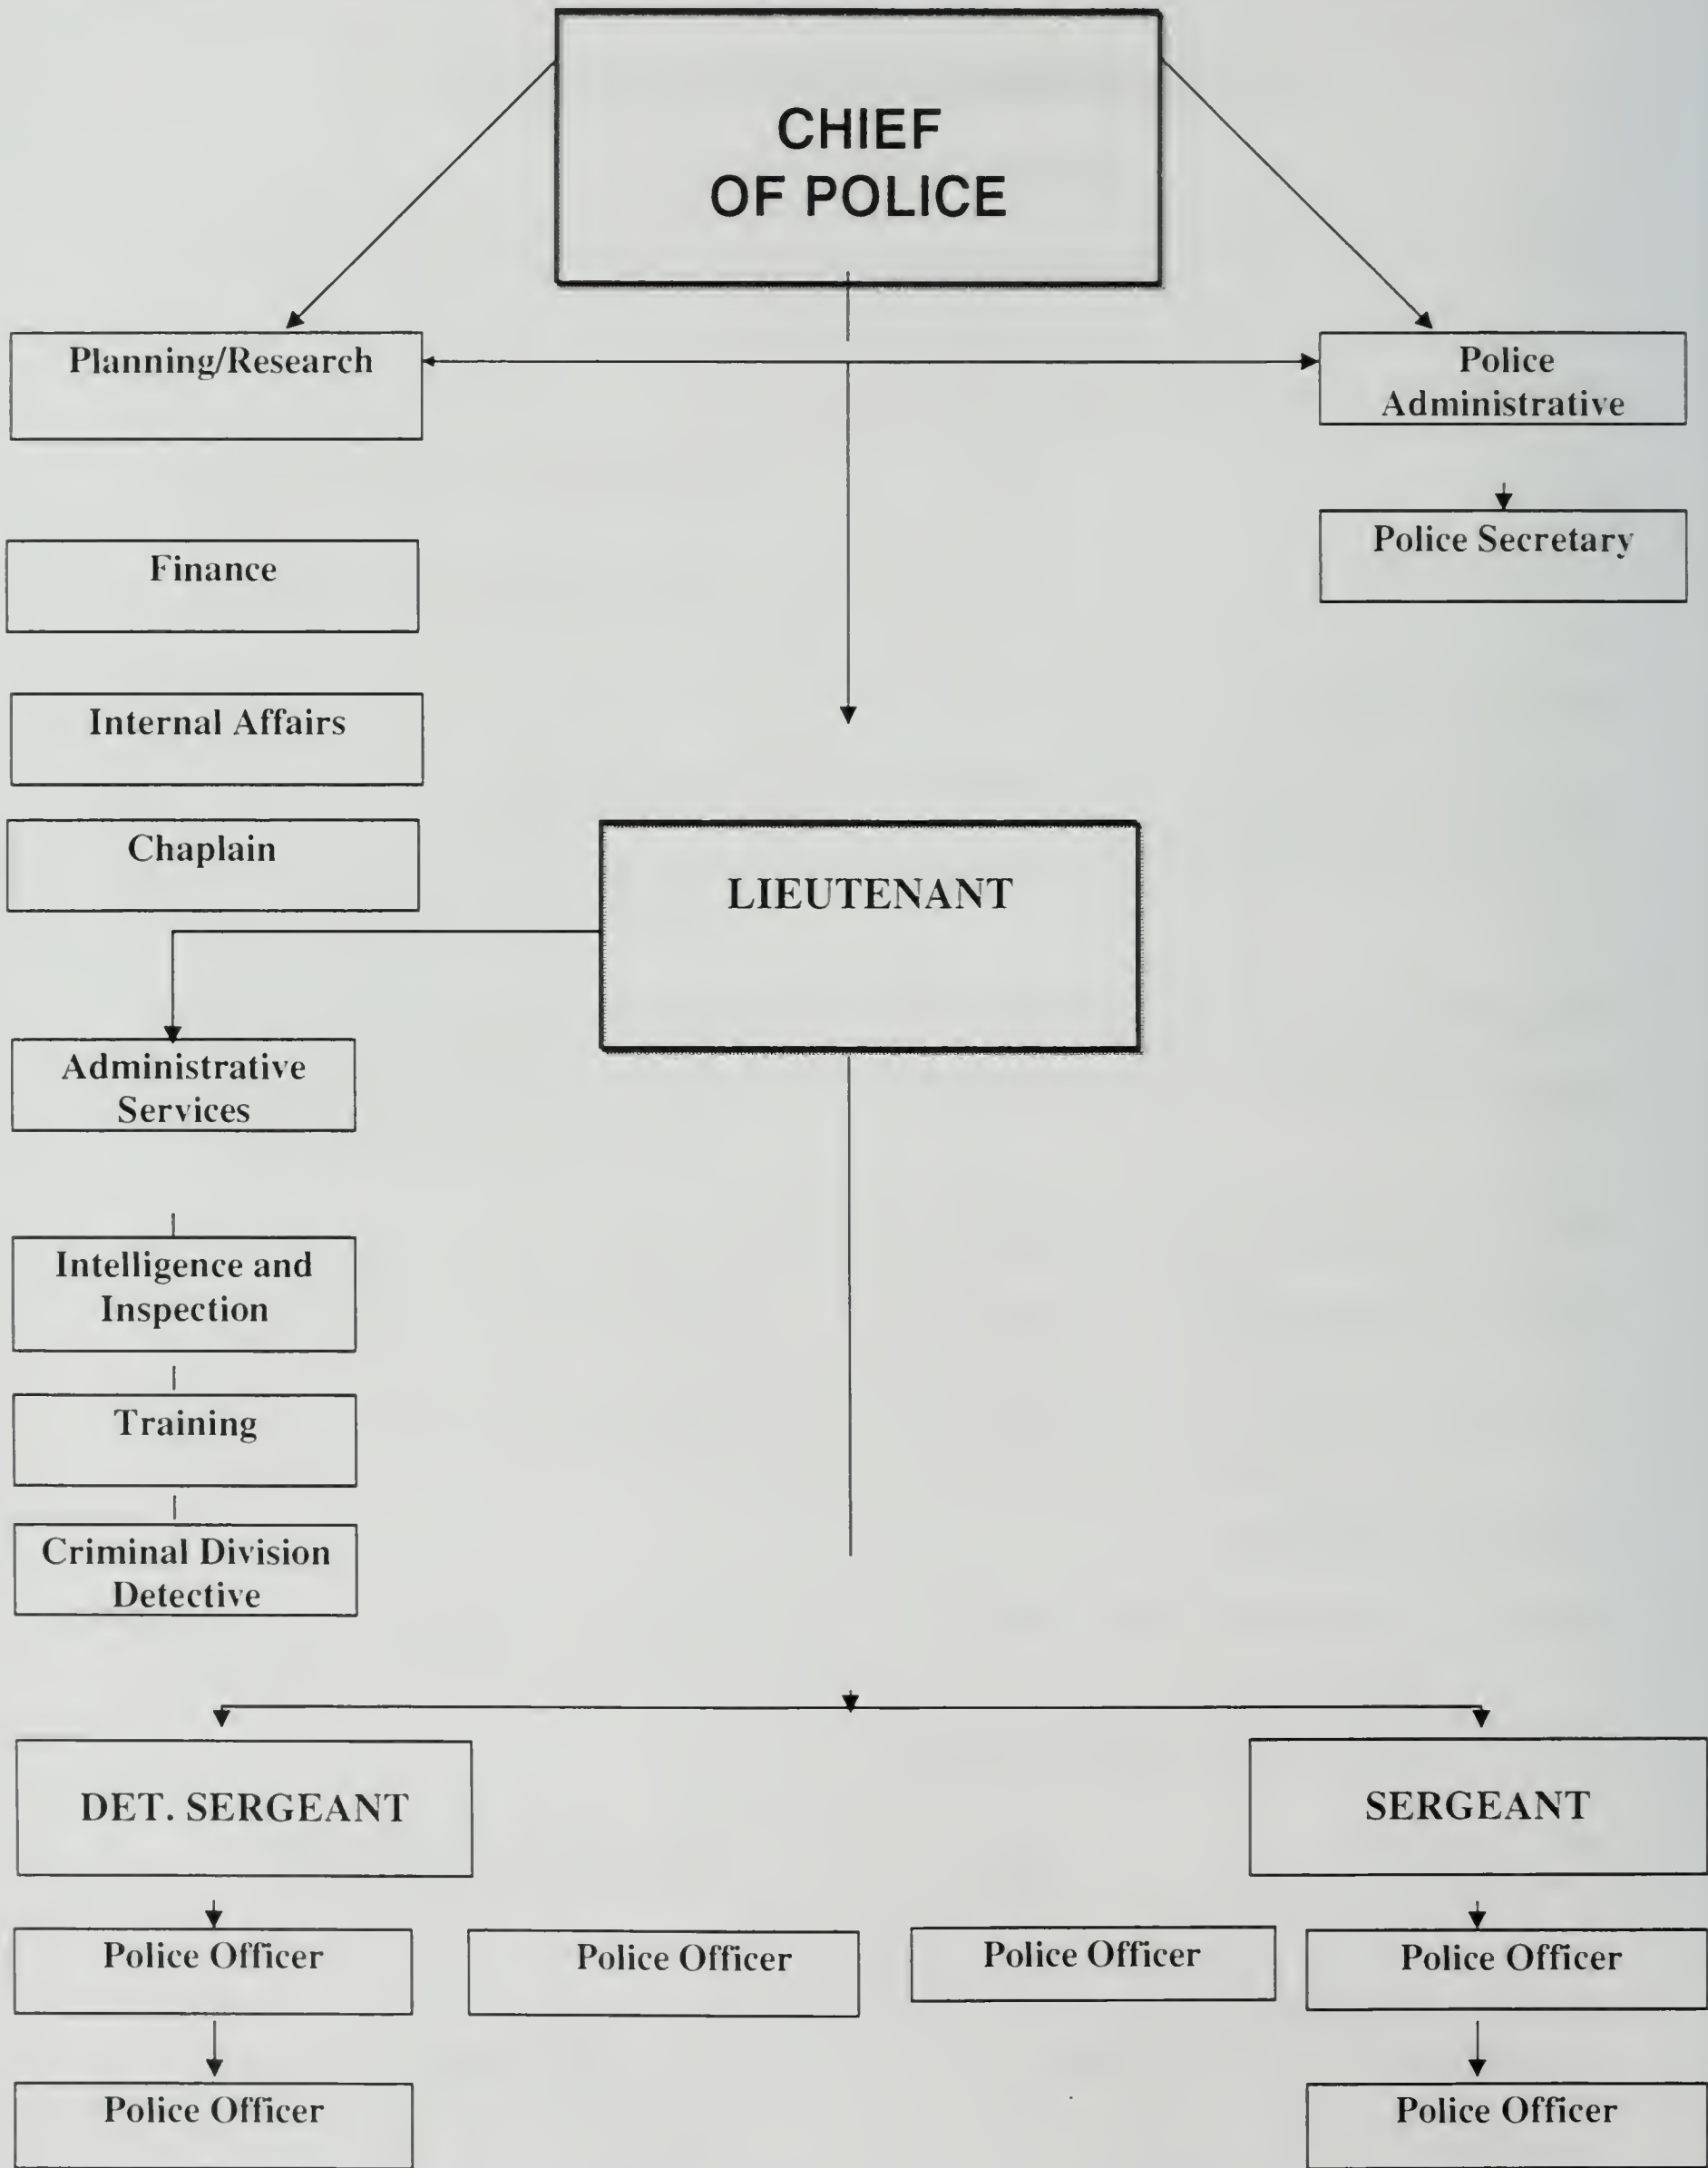 CHIEF
OF POLICE
Planning/Research
Police
Administrative
Police Secretary
Finance
Internal Affairs
Chaplain
LIEUTENANT
Administrative
Services
Intelligence and
Inspection
Training
Criminal Division
Detective
DET. SERGEANT
SERGEANT
Police Officer
Police Officer
Police Officer
Police Officer
Police Officer
Police Officer